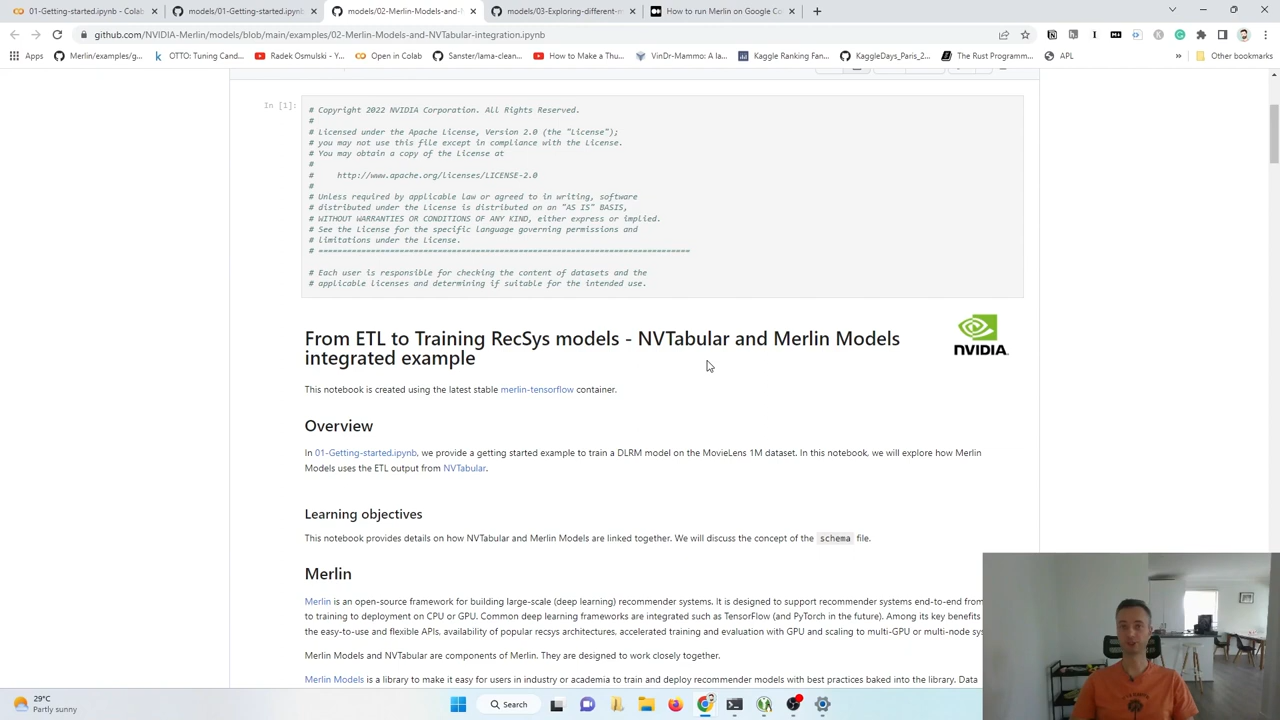 01-Getting-started.ipynb - Colab
models/01-Getting-started.ipynb
models/02-Merlin-Models-and-
models/03-Exploring-different-m
How to run Merlin on Google Co
github.com/NVIDIA-Merlin/models/blob/main/examples/02-Merlin-Models-and-NVTabular-integration.ipynb
Apps
Merlin/examples/g...
OTTO: Tuning Cand...
Radek Osmulski - Y...
Open in Colab
Sanster/lama-clean...
How to Make a Thu...
VinDr-Mammo: A la...
Kaggle Ranking Fan...
KaggleDays_Paris_2...
The Rust Programm...
APL
»
Other bookmarks
In [1]:
# Copyright 2022 NVIDIA Corporation. All Rights Reserved.
#
# Licensed under the Apache License, Version 2.0 (the "License");
# you may not use this file except in compliance with the License.
# You may obtain a copy of the License at
#
#     http://www.apache.org/licenses/LICENSE-2.0
#
# Unless required by applicable law or agreed to in writing, software
# distributed under the License is distributed on an "AS IS" BASIS,
# WITHOUT WARRANTIES OR CONDITIONS OF ANY KIND, either express or implied.
# See the License for the specific language governing permissions and
# limitations under the License.
# ==============================================================================
# Each user is responsible for checking the content of datasets and the
# applicable licenses and determining if suitable for the intended use.
From ETL to Training RecSys models - NVTabular and Merlin Models
integrated example
NVIDIA.
This notebook is created using the latest stable merlin-tensorflow container.
Overview
In 01-Getting-started.ipynb, we provide a getting started example to train a DLRM model on the MovieLens 1M dataset. In this notebook, we will explore how Merlin
Models uses the ETL output from NVTabular.
Learning objectives
This notebook provides details on how NVTabular and Merlin Models are linked together. We will discuss the concept of the schema file.
Merlin
Merlin is an open-source framework for building large-scale (deep learning) recommender systems. It is designed to support recommender systems end-to-end from
to training to deployment on CPU or GPU. Common deep learning frameworks are integrated such as TensorFlow (and PyTorch in the future). Among its key benefits
the easy-to-use and flexible APIs, availability of popular recsys architectures, accelerated training and evaluation with GPU and scaling to multi-GPU or multi-node sy
Merlin Models and NVTabular are components of Merlin. They are designed to work closely together.
Merlin Models is a library to make it easy for users in industry or academia to train and deploy recommender models with best practices baked into the library. Data
29°C
Partly sunny
Search